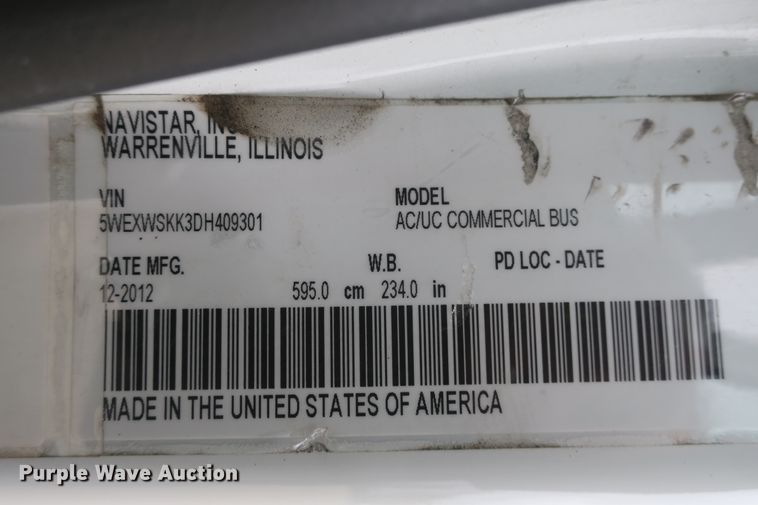 NAVISTAR, INC
WARRENVILLE, ILLINOIS
VIN MODEL
5WEXWSKK3DH409301 AC/UC COMMERCIAL BUS
DATE MFG. W.B. PD LOC - DATE
12-2012 595.0 cm 234.0 in
MADE IN THE UNITED STATES OF AMERICA
Purple Wave Auction